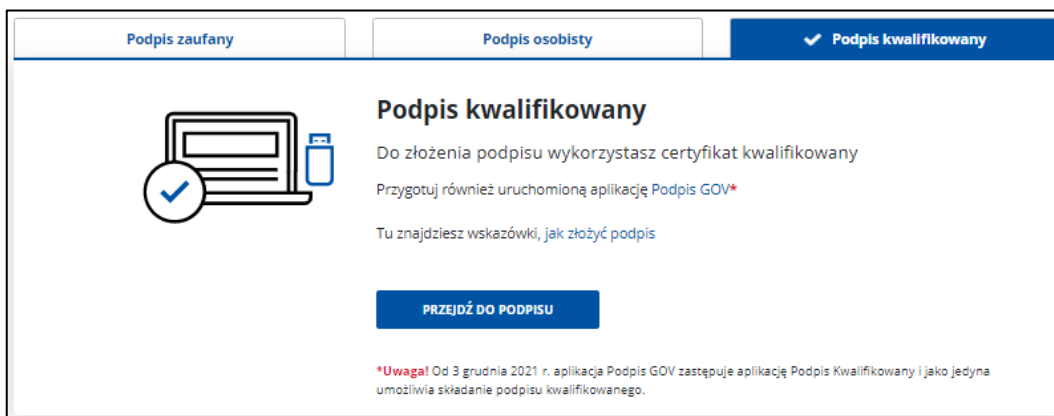 Podpis zaufany
Podpis osobisty
Podpis kwalifikowany
Podpis kwalifikowany
Do złożenia podpisu wykorzystasz certyfikat kwalifikowany
Przygotuj również uruchomioną aplikację Podpis GOV*
Tu znajdziesz wskazówki, jak złożyć podpis
PRZEJDŹ DO PODPISU
*Uwaga! Od 3 grudnia 2021 r. aplikacja Podpis GOV zastępuje aplikację Podpis Kwalifikowany i jako jedyna
umożliwia składanie podpisu kwalifikowanego.